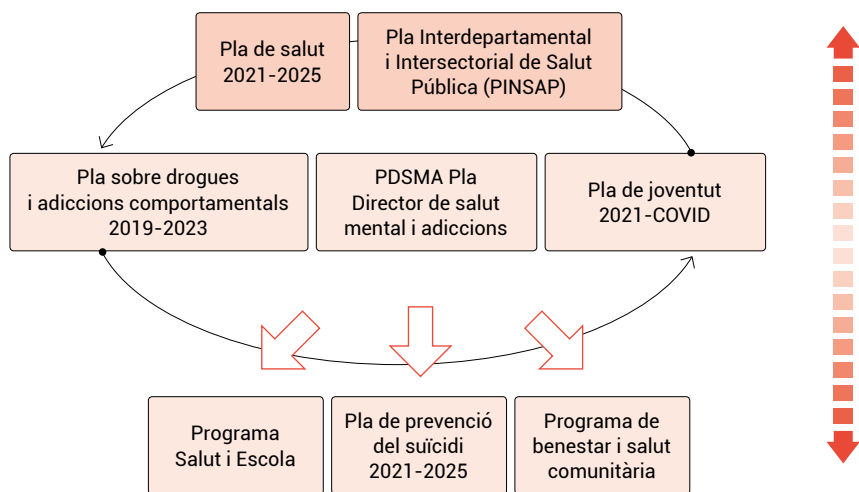 Pla de salut
2021-2025
Pla Interdepartamental
i Intersectorial de Salut
Pública (PINSAP)
Pla sobre drogues
i adiccions comportamentals
2019-2023
PDSMA Pla
Director de salut
mental i adiccions
Pla de joventut
2021-COVID
Programa
Salut i Escola
Pla de prevenció
del suïcidi
2021-2025
Programa de
benestar i salut
comunitària